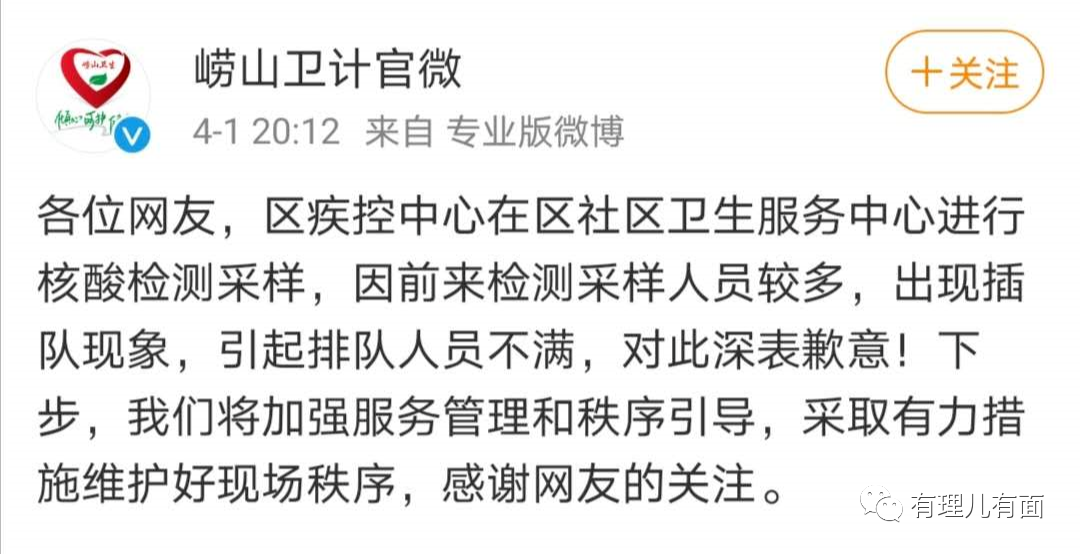 崂山卫生
崂山卫计官微
+关注
4-1 20:12 来自 专业版微博
各位网友，区疾控中心在区社区卫生服务中心进行
核酸检测采样，因前来检测采样人员较多，出现插
队现象，引起排队人员不满，对此深表歉意！下
步，我们将加强服务管理和秩序引导，采取有力措
施维护好现场秩序，感谢网友的关注。
有理儿有面